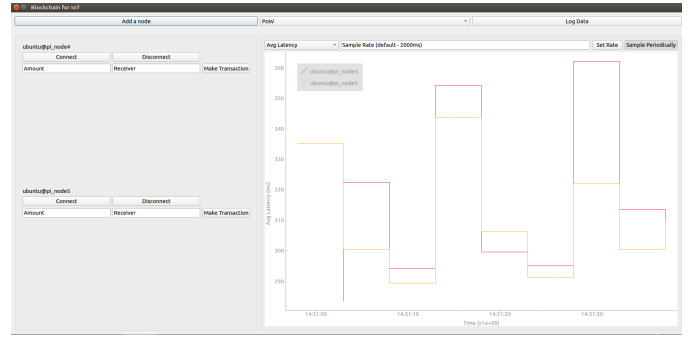 Blockchain for IoT
Add a node
PoW
Log Data
ubuntu@pi_node4
Connect
Disconnect
Amount
Receiver
Make Transaction
ubuntu@pi_node5
Connect
Disconnect
Amount
Receiver
Make Transaction
Avg Latency
Sample Rate (default - 2000ms)
Set Rate
Sample Periodically
ubuntu@pi_node4
ubuntu@pi_node5
Avg Latency (ms)
360
350
340
330
320
310
300
290
14:31:00
14:31:10
14:31:20
14:31:30
Time (x1e+09)